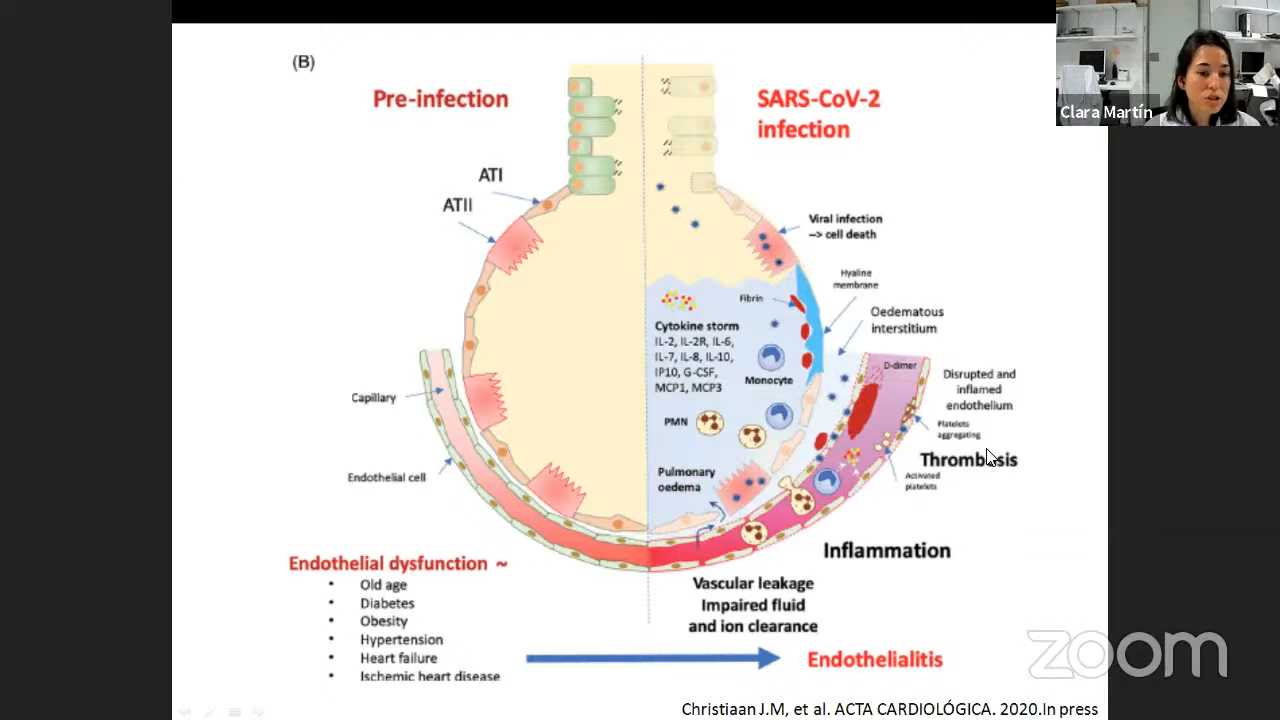 (B)
Pre-infection
SARS-CoV-2
infection
ATI
ATII
Viral infection
–> cell death
Hyaline
membrane
Fibrin
Oedematous
interstitium
Cytokine storm
IL-2, IL-2R, IL-6,
IL-7, IL-8, IL-10,
IP10, G-CSF,
MCP1, MCP3
Monocyte
D-dimer
Disrupted and
inflamed
endothelium
Platelets
aggregating
Capillary
PMN
Thrombosis
Activated
platelets
Endothelial cell
Pulmonary
oedema
Inflammation
Endothelial dysfunction ~
• Old age
• Diabetes
• Obesity
• Hypertension
• Heart failure
• Ischemic heart disease
Vascular leakage
Impaired fluid
and ion clearance
Endothelialitis
Christiaan J.M, et al. ACTA CARDIOLÓGICA. 2020.In press
Clara Martín
zoom